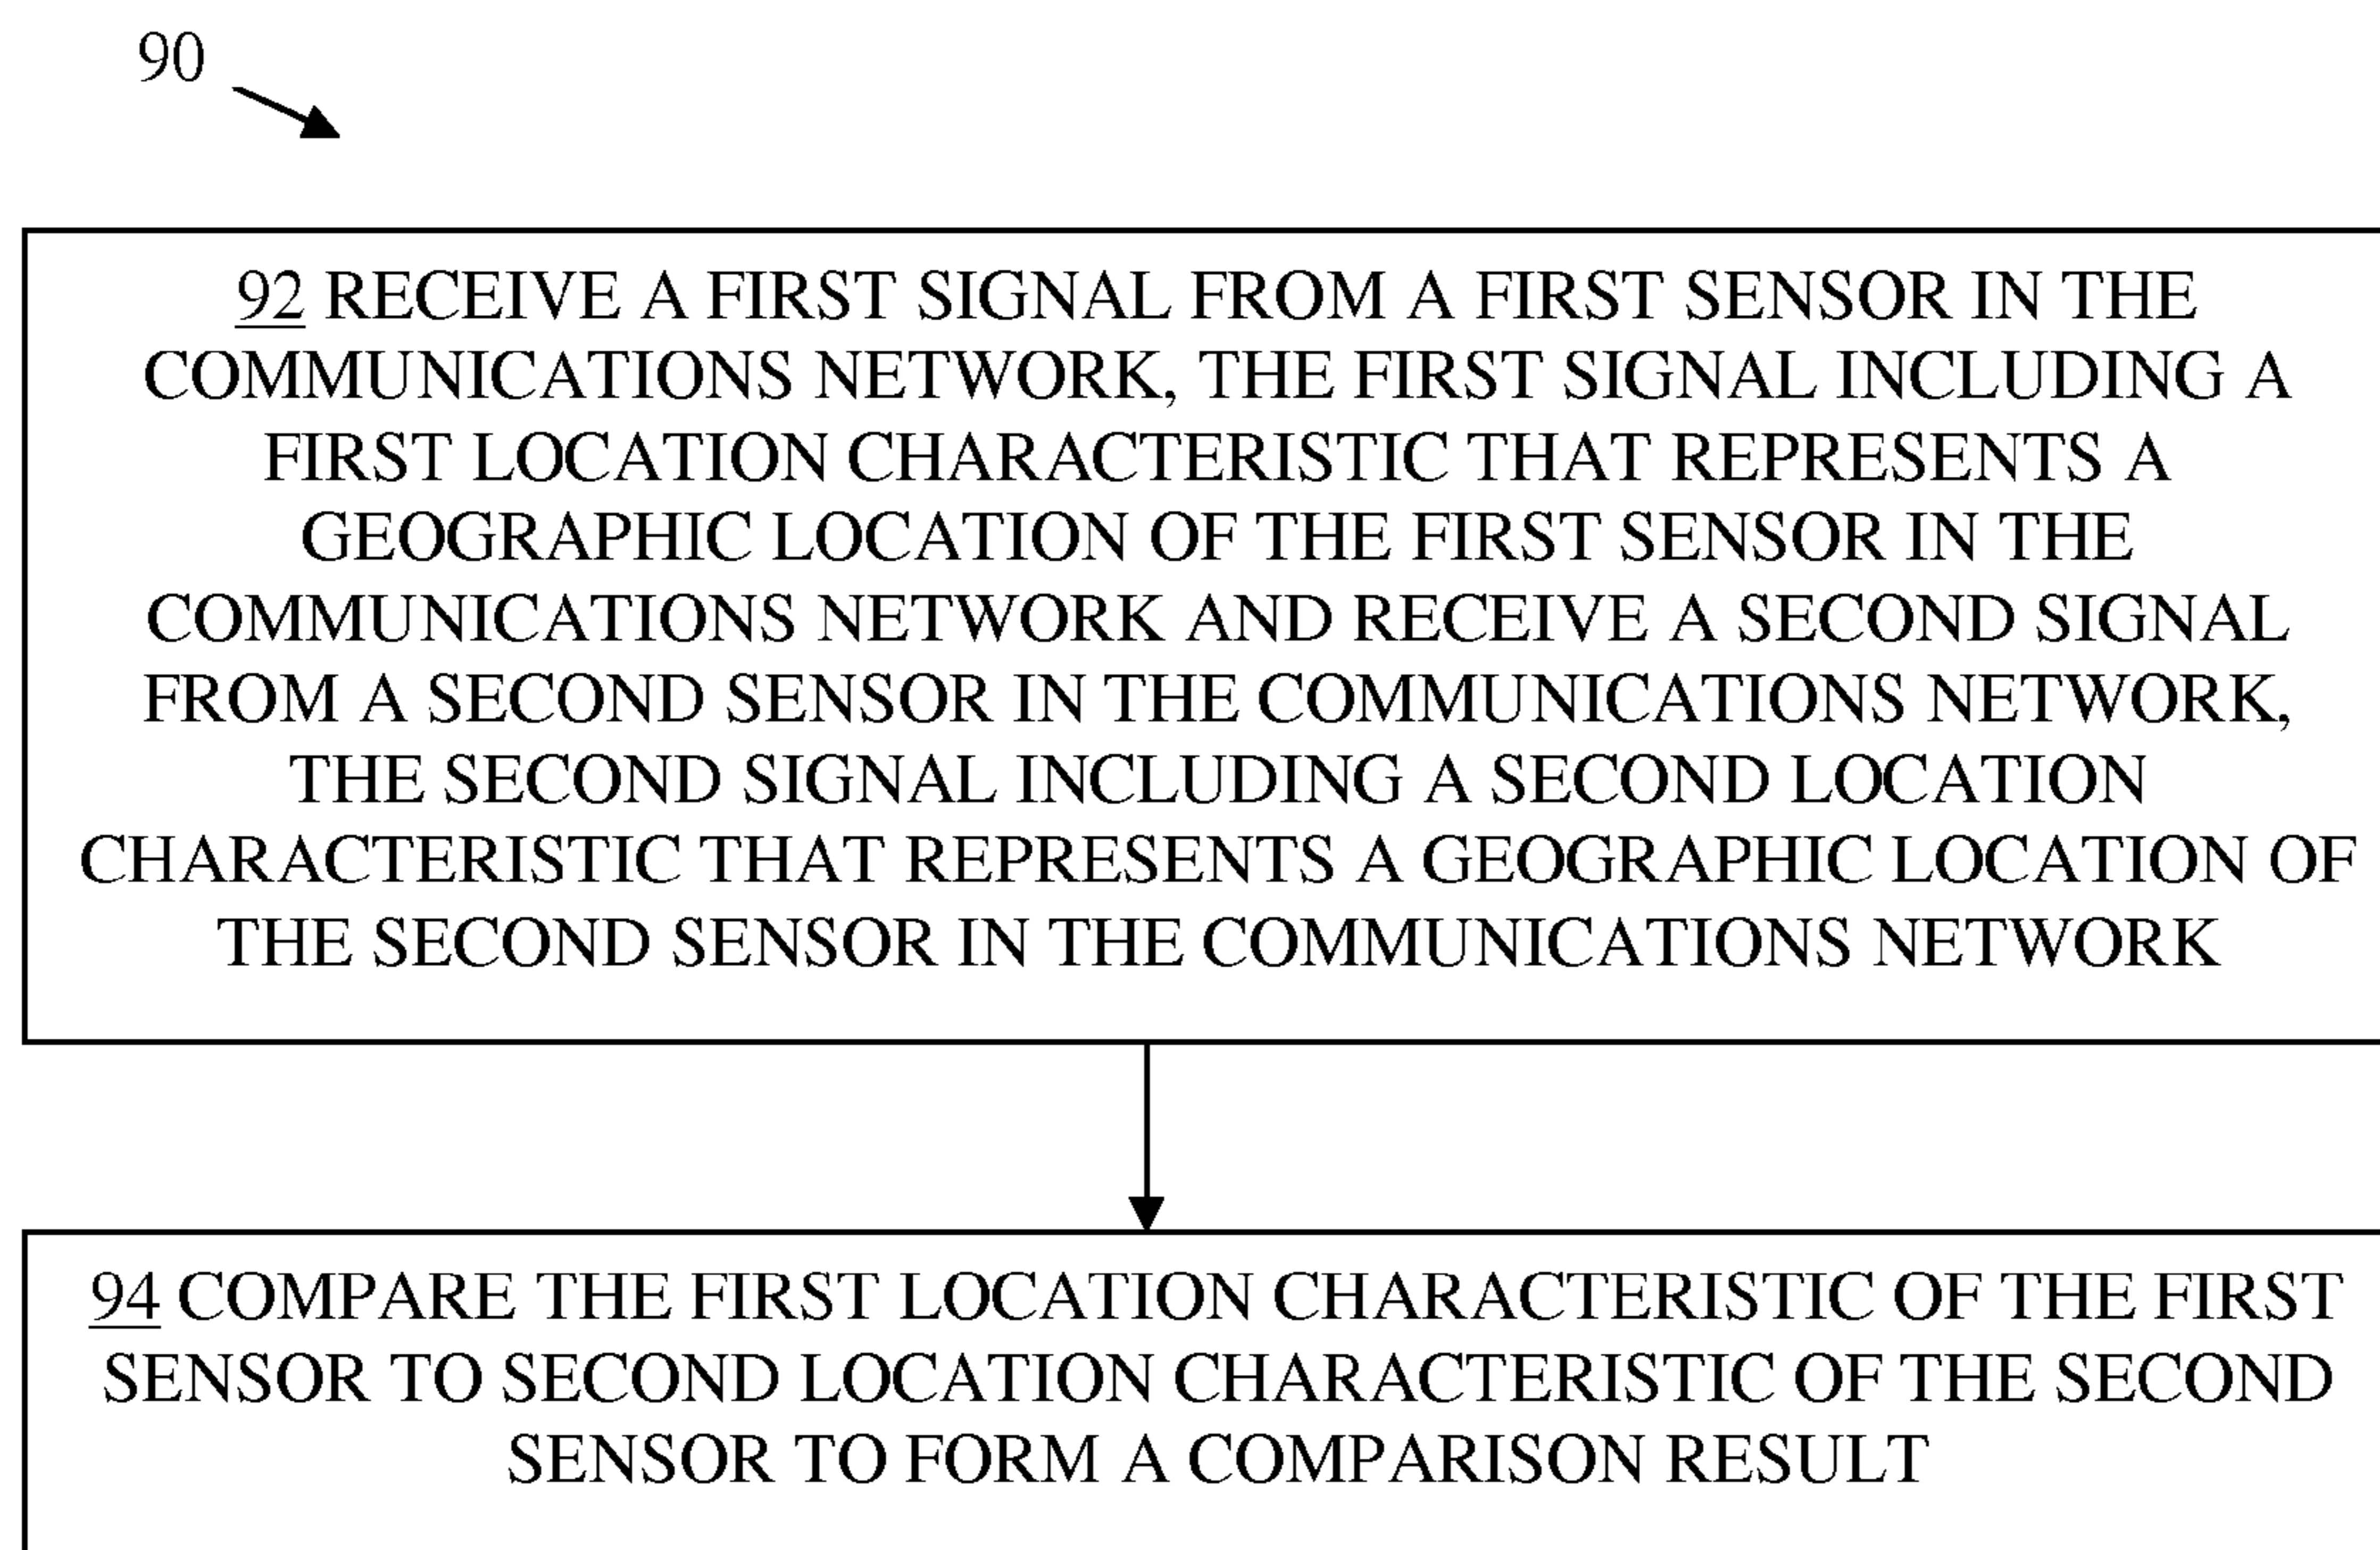 90
92 RECEIVE A FIRST SIGNAL FROM A FIRST SENSOR IN THE
COMMUNICATIONS NETWORK, THE FIRST SIGNAL INCLUDING A
FIRST LOCATION CHARACTERISTIC THAT REPRESENTS A
GEOGRAPHIC LOCATION OF THE FIRST SENSOR IN THE
COMMUNICATIONS NETWORK AND RECEIVE A SECOND SIGNAL
FROM A SECOND SENSOR IN THE COMMUNICATIONS NETWORK,
THE SECOND SIGNAL INCLUDING A SECOND LOCATION
CHARACTERISTIC THAT REPRESENTS A GEOGRAPHIC LOCATION OF
THE SECOND SENSOR IN THE COMMUNICATIONS NETWORK
94 COMPARE THE FIRST LOCATION CHARACTERISTIC OF THE FIRST
SENSOR TO SECOND LOCATION CHARACTERISTIC OF THE SECOND
SENSOR TO FORM A COMPARISON RESULT